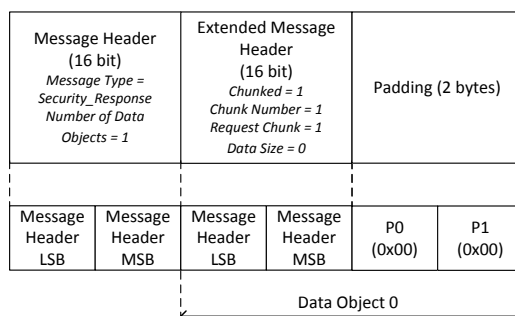 Message Header
(16 bit)
Message Type =
Security_Response
Number of Data
Objects = 1
Extended Message
Header
(16 bit)
Chunked = 1
Chunk Number = 1
Request Chunk = 1
Data Size = 0
Padding (2 bytes)
Message
Header
LSB
Message
Header
MSB
Message
Header
LSB
Message
Header
MSB
P0
(0x00)
P1
(0x00)
Data Object 0